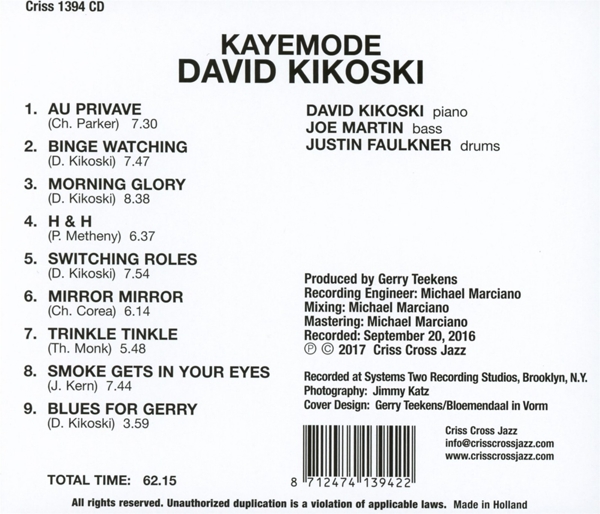 Criss 1394 CD
KAYEMODE
DAVID KIKOSKI
1. AU PRIVAVE
(Ch. Parker) 7.30
2. BINGE WATCHING
(D. Kikoski) 7.47
3. MORNING GLORY
(D. Kikoski) 8.38
4. H & H
(P. Metheny) 6.37
5. SWITCHING ROLES
(D. Kikoski) 7.54
6. MIRROR MIRROR
(Ch. Corea) 6.14
7. TRINKLE TINKLE
(Th. Monk) 5.48
8. SMOKE GETS IN YOUR EYES
(J. Kern) 7.44
9. BLUES FOR GERRY
(D. Kikoski) 3.59
TOTAL TIME: 62.15
DAVID KIKOSKI piano
JOE MARTIN bass
JUSTIN FAULKNER drums
Produced by Gerry Teekens
Recording Engineer: Michael Marciano
Mixing: Michael Marciano
Mastering: Michael Marciano
Recorded: September 20, 2016
℗ © 2017 Criss Cross Jazz
Recorded at Systems Two Recording Studios, Brooklyn, N.Y.
Photography: Jimmy Katz
Cover Design: Gerry Teekens/Bloemendaal in Vorm
8 712474 139422
Criss Cross Jazz
info@crisscrossjazz.com
www.crisscrossjazz.com
All rights reserved. Unauthorized duplication is a violation of applicable laws. Made in Holland